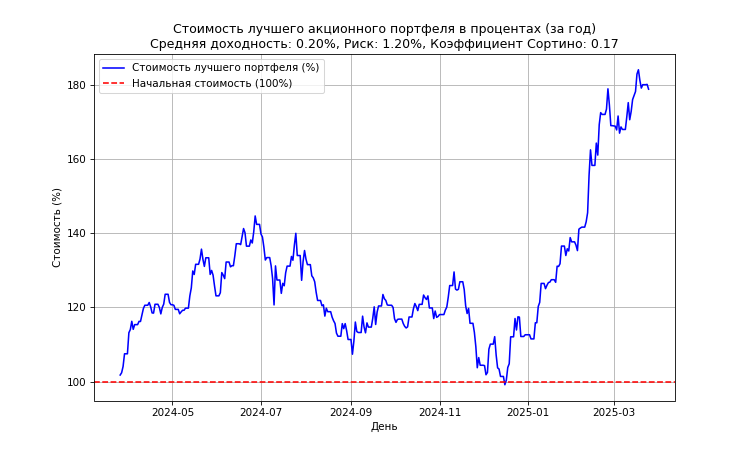 Стоимость лучшего акционного портфеля в процентах (за год)
Средняя доходность: 0.20%, Риск: 1.20%, Коэффициент Сортино: 0.17
Стоимость лучшего портфеля (%)
Начальная стоимость (100%)
Стоимость (%)
180
160
140
120
100
2024-05
2024-07
2024-09
2024-11
2025-01
2025-03
День